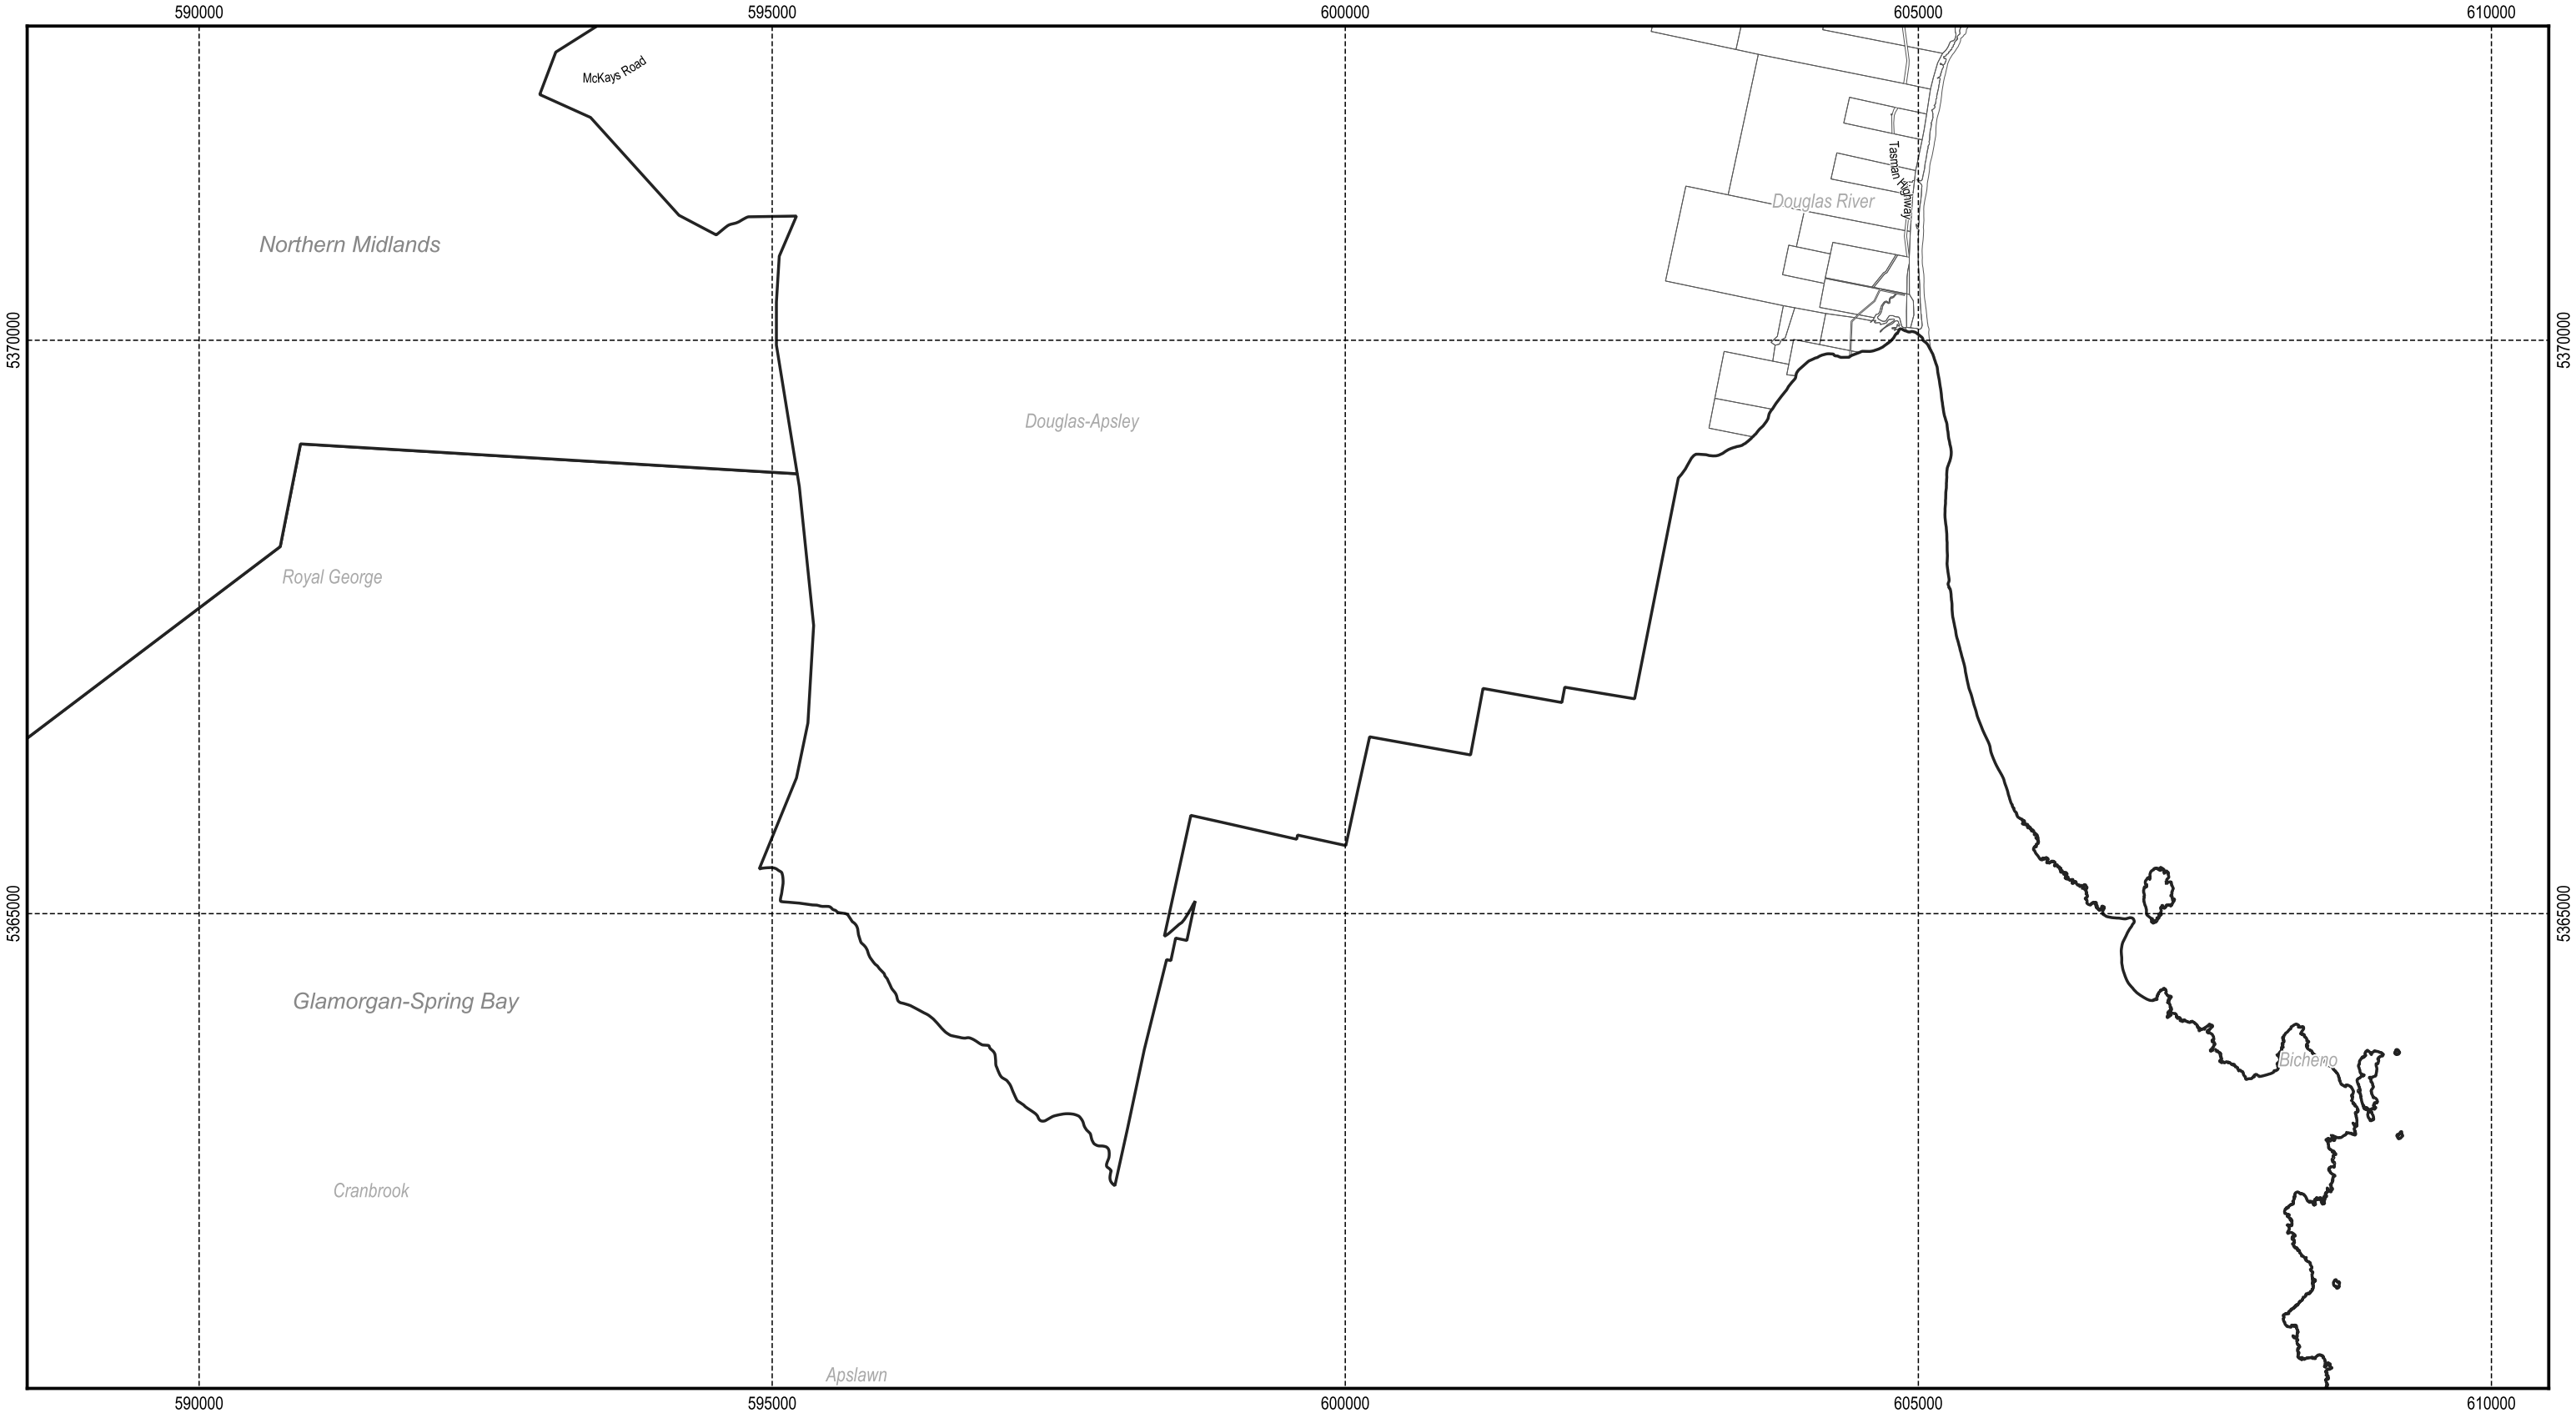 590000
595000
600000
605000
610000
McKays Road
Tasman Highway
Douglas River
Northern Midlands
5370000
5370000
Douglas-Apsley
Royal George
5365000
5365000
Glamorgan-Spring Bay
Bicheno
Cranbrook
Apslawn
590000
595000
600000
605000
610000